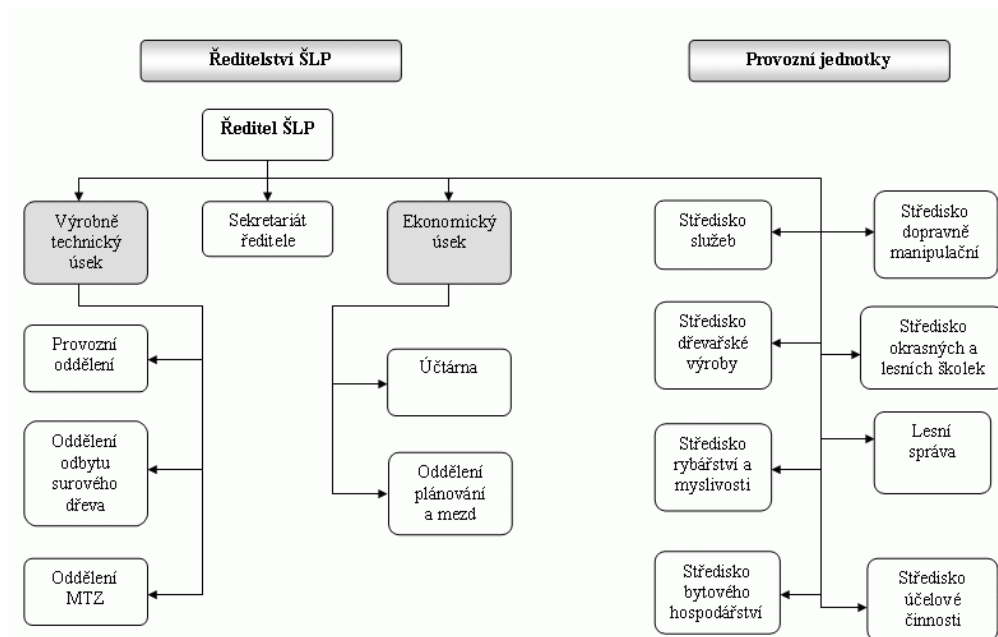 Ředitelství ŠLP
Provozní jednotky
Ředitel ŠLP
Výrobně
technický
úsek
Sekretariát
ředitele
Ekonomický
úsek
Středisko
služeb
Středisko
dopravně
manipulační
Provozní
oddělení
Účtárna
Středisko
dřevařské
výroby
Středisko
okrasných a
lesních školek
Oddělení
odbytu
surového
dřeva
Oddělení
plánování
a mezd
Středisko
rybářství a
myslivosti
Lesní
správa
Oddělení
MTZ
Středisko
bytového
hospodářství
Středisko
účelové
činnosti